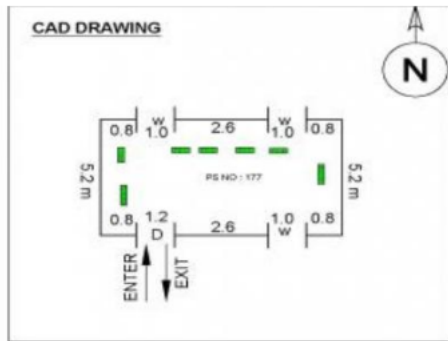 CAD DRAWING
N
W
W
0.8 1.0 2.6 1.0 0.8
5.2 m
PS NO : 177
5.2 m
0.8 1.2 1.0 0.8
D 2.6 W
ENTER
EXIT